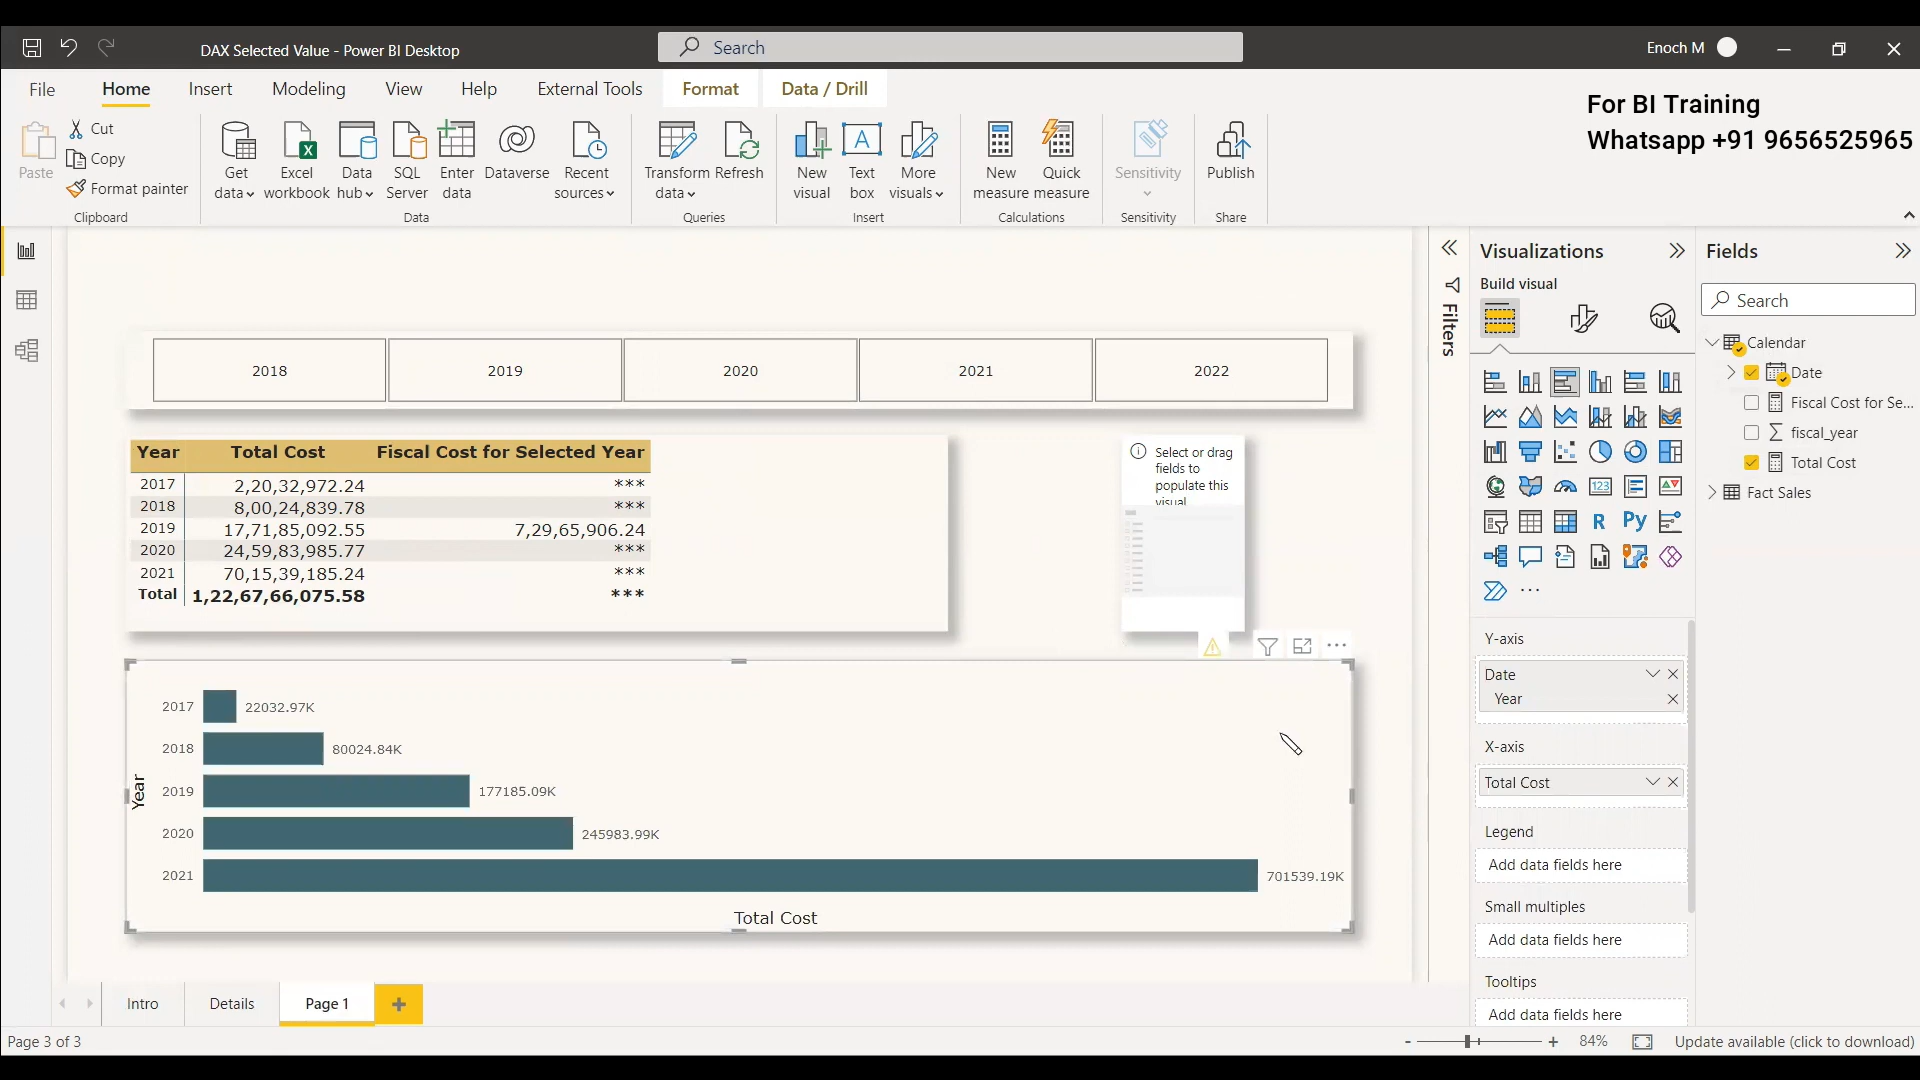 DAX Selected Value - Power BI Desktop
Search
Enoch M
File
Home
Insert
Modeling
View
Help
External Tools
Format
Data / Drill
For BI Training
Whatsapp +91 9656525965
Paste
Cut
Copy
Format painter
Clipboard
Get data
Excel workbook
Data hub
SQL Server
Enter data
Dataverse
Recent sources
Data
Transform data
Refresh
Queries
New visual
Text box
More visuals
Insert
New measure
Quick measure
Calculations
Sensitivity
Sensitivity
Publish
Share
2018
2019
2020
2021
2022
Year Total Cost Fiscal Cost for Selected Year
2017 2,20,32,972.24 ***
2018 8,00,24,839.78 ***
2019 17,71,85,092.55 7,29,65,906.24
2020 24,59,83,985.77 ***
2021 70,15,39,185.24 ***
Total 1,22,67,66,075.58 ***
Select or drag
fields to
populate this
visual
Year
2017 22032.97K
2018 80024.84K
2019 177185.09K
2020 245983.99K
2021 701539.19K
Total Cost
Filters
Visualizations
Build visual
123
R
Py
Y-axis
Date
Year
X-axis
Total Cost
Legend
Add data fields here
Small multiples
Add data fields here
Tooltips
Add data fields here
Fields
Search
Calendar
Date
Fiscal Cost for Se...
fiscal_year
Total Cost
Fact Sales
Intro
Details
Page 1
Page 3 of 3
84%
Update available (click to download)